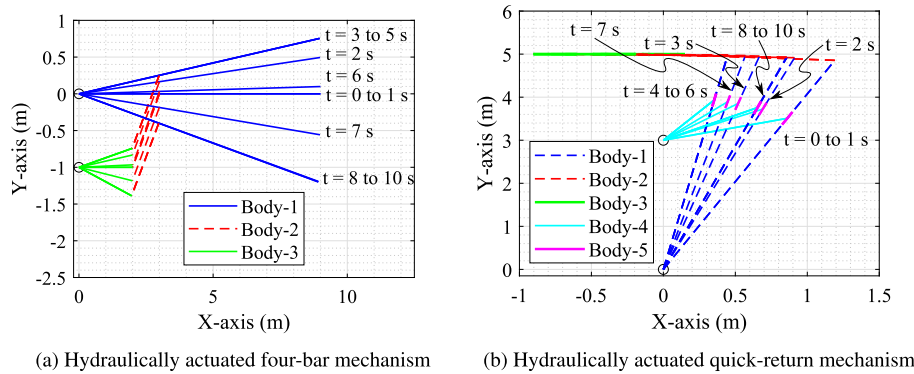 1
0.5
0
-0.5
-1
-1.5
-2
-2.5
Y-axis (m)
0
5
10
X-axis (m)
t = 3 to 5 s
t = 2 s
t = 6 s
t = 0 to 1 s
t = 7 s
t = 8 to 10 s
Body-1
Body-2
Body-3
(a) Hydraulically actuated four-bar mechanism
6
5
4
3
2
1
0
Y-axis (m)
-1
-0.5
0
0.5
1
1.5
X-axis (m)
t = 7 s
t = 3 s
t = 8 to 10 s
t = 2 s
t = 4 to 6 s
t = 0 to 1 s
Body-1
Body-2
Body-3
Body-4
Body-5
(b) Hydraulically actuated quick-return mechanism